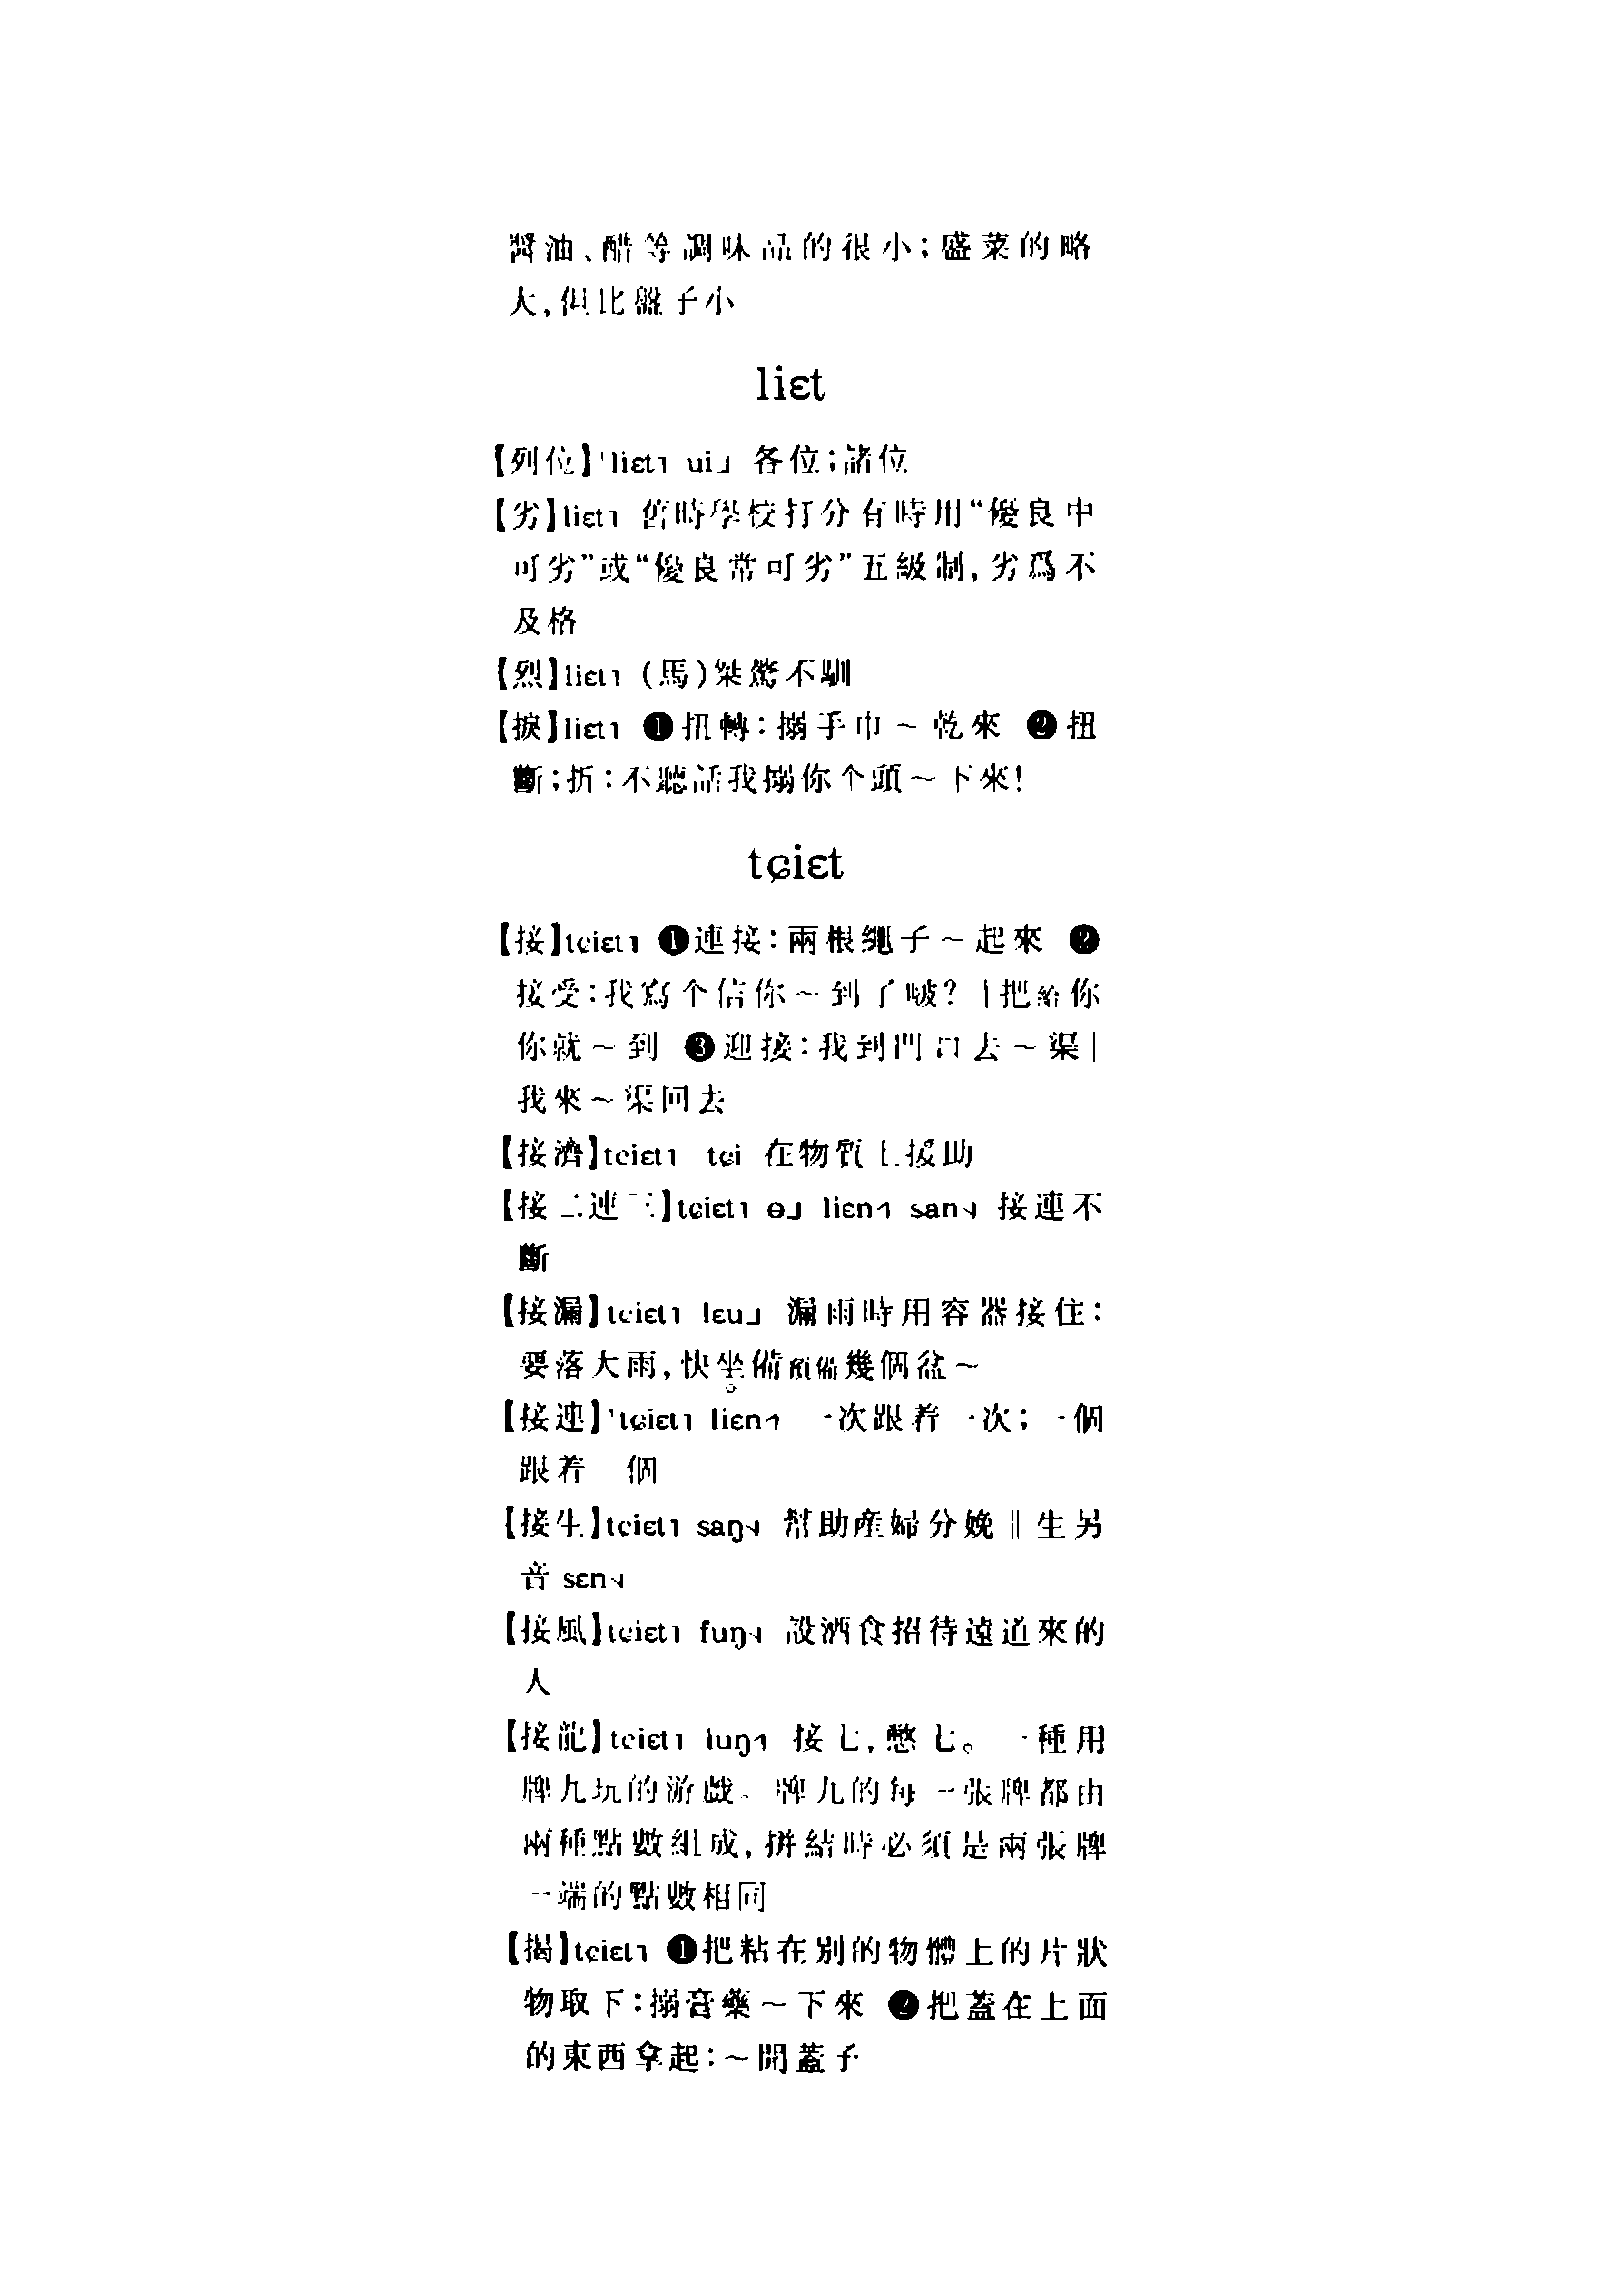 醬油、醋等調味品的很小；盛菜的略
大，但比盤子小
liɛt
【列位】'liɛt˥ ui˩ 各位；諸位
【劣】liɛt˥ 舊時學校打分有時用“優良中
可劣”或“優良常可劣”五級制，劣爲不
及格
【烈】liɛt˥ （馬）桀驁不馴
【捩】liɛt˥ ❶扭轉：搦手巾～乾來 ❷扭
斷；折：不聽話我搦你个頭～下來！
tɕiɛt
【接】tɕiɛt˥ ❶連接：兩根繩子～起來 ❷
接受：我寫个信你～到了啵？｜把給你
你就～到 ❸迎接：我到門口去～渠｜
我來～渠回去
【接濟】tɕiɛt˥ tɕi 在物質上援助
【接二連三】tɕiɛt˥ ɵ˩ liɛn san 接連不
斷
【接漏】tɕiɛt˥ lɛu˩ 漏雨時用容器接住：
要落大雨，快坐備預備幾個盆～
【接連】'tɕiɛt˥ liɛn 一次跟着一次；一個
跟着 個
【接生】tɕiɛt˥ saŋ 幫助產婦分娩‖生另
音 sɛn
【接風】tɕiɛt˥ fuŋ 設酒食招待遠道來的
人
【接龍】tɕiɛt˥ luŋ 接七，憋七。一種用
牌九玩的游戲。牌九的每一張牌都由
兩種點數組成，拼結時必須是兩張牌
一端的點數相同
【揭】tɕiɛt˥ ❶把粘在別的物體上的片狀
物取下：搦膏藥～下來 ❷把蓋在上面
的東西拿起：～開蓋子